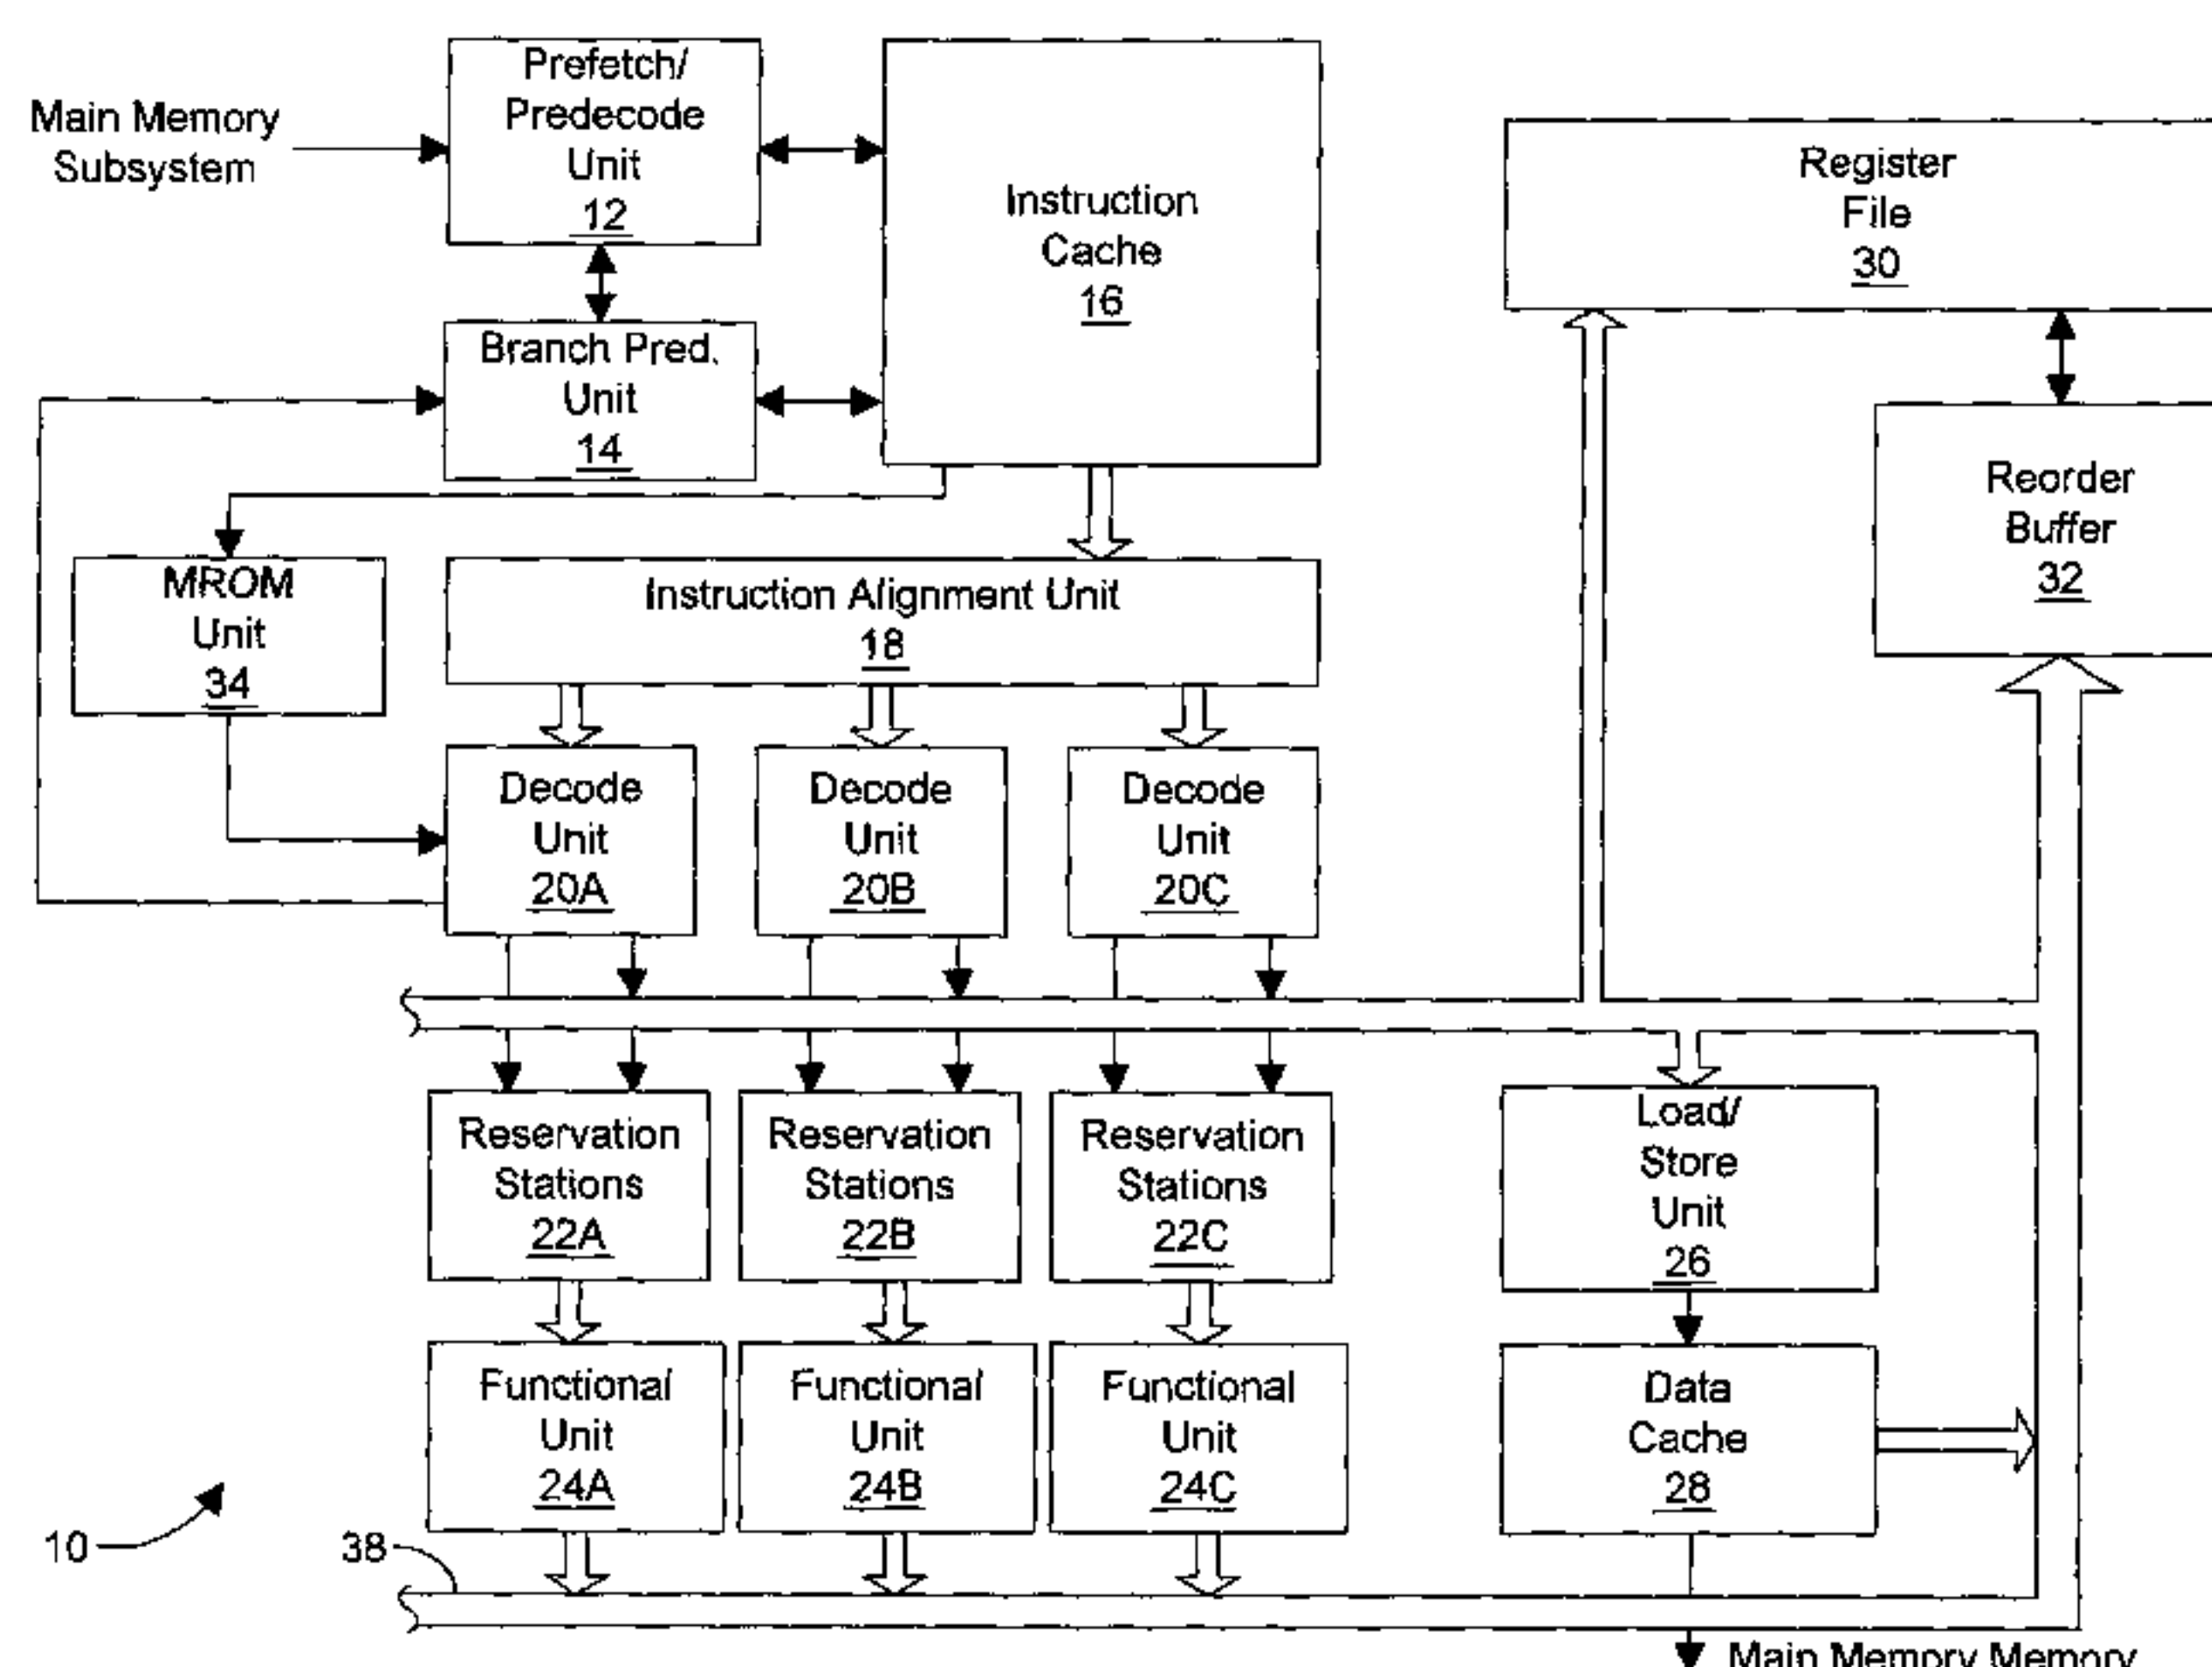 Main Memory
Subsystem
Prefetch/
Predecode
Unit
12
Instruction
Cache
16
Register
File
30
Branch Pred.
Unit
14
Reorder
Buffer
32
MROM
Unit
34
Instruction Alignment Unit
18
Decode
Unit
20A
Decode
Unit
20B
Decode
Unit
20C
Reservation
Stations
22A
Reservation
Stations
22B
Reservation
Stations
22C
Load/
Store
Unit
26
Functional
Unit
24A
Functional
Unit
24B
Functional
Unit
24C
Data
Cache
28
10
38
Main Memory Memory